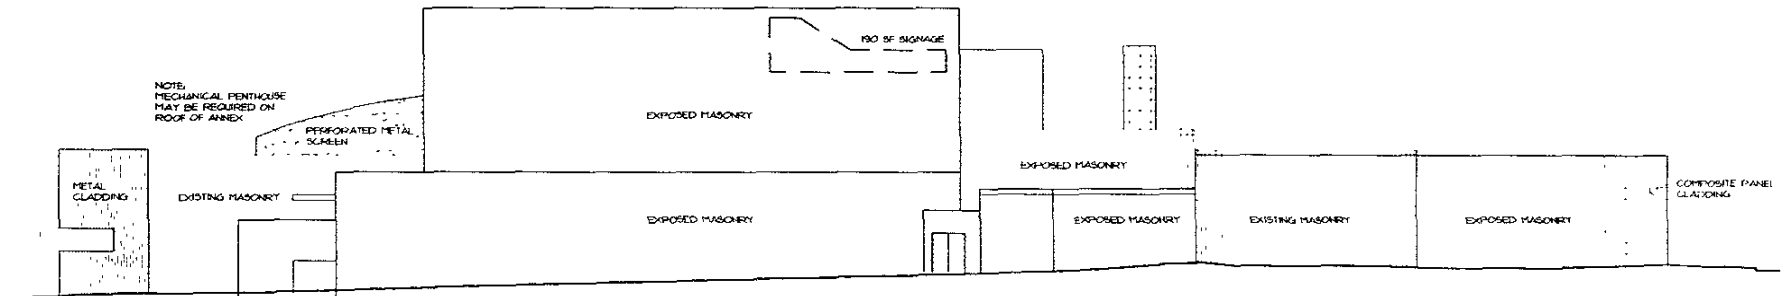 190 SF SIGNAGE
NOTE:
MECHANICAL PENTHOUSE
MAY BE REQUIRED ON
ROOF OF ANNEX
EXPOSED MASONRY
PERFORATED METAL
SCREEN
EXPOSED MASONRY
METAL
CLADDING
EXISTING MASONRY
COMPOSITE PANEL
CLADDING
EXPOSED MASONRY
EXPOSED MASONRY
EXISTING MASONRY
EXPOSED MASONRY